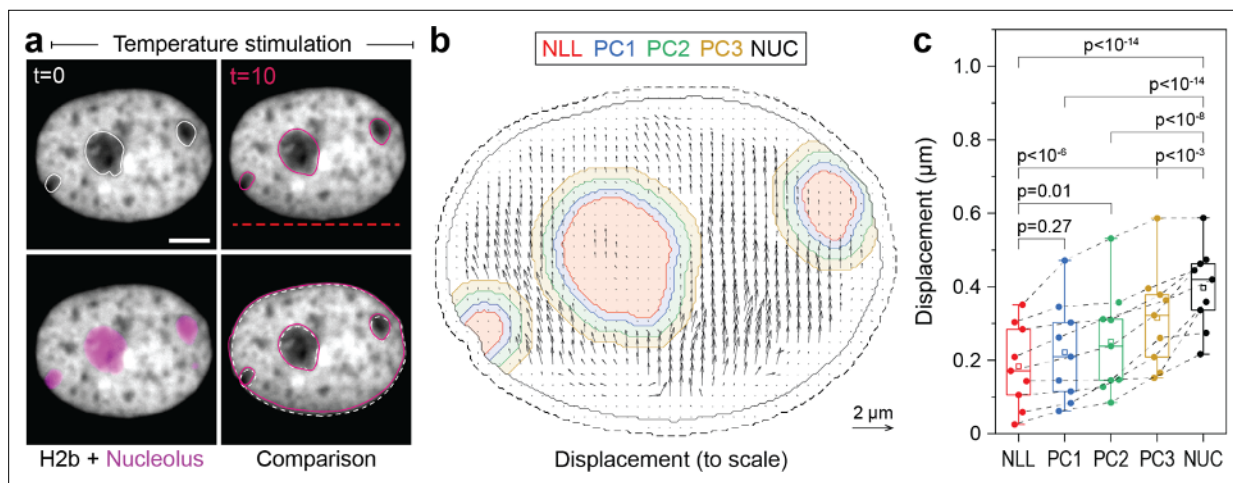 a
Temperature stimulation
t=0
t=10
H2b + Nucleolus
Comparison
b
NLL PC1 PC2 PC3 NUC
2 µm
Displacement (to scale)
c
p<10-14
p<10-14
p<10-8
p<10-6
p<10-3
p=0.01
p=0.27
Displacement (µm)
1.0
0.8
0.6
0.4
0.2
0
NLL PC1 PC2 PC3 NUC